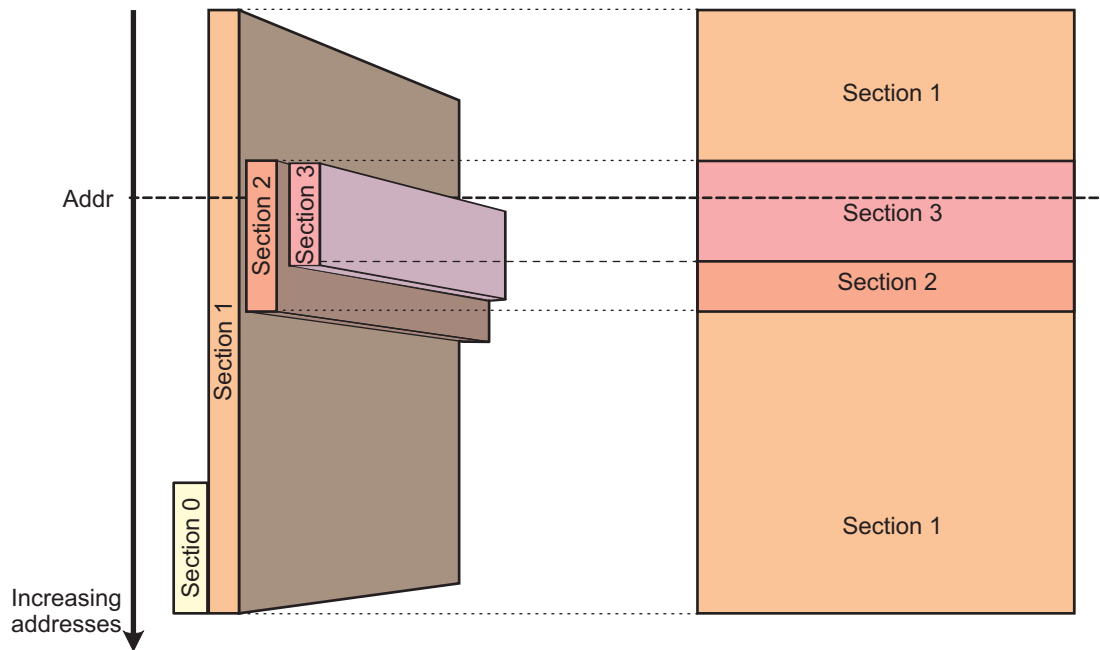 Section 1
Section 3
Section 2
Section 1
Addr
Section 3
Section 2
Section 1
Section 0
Increasing
addresses